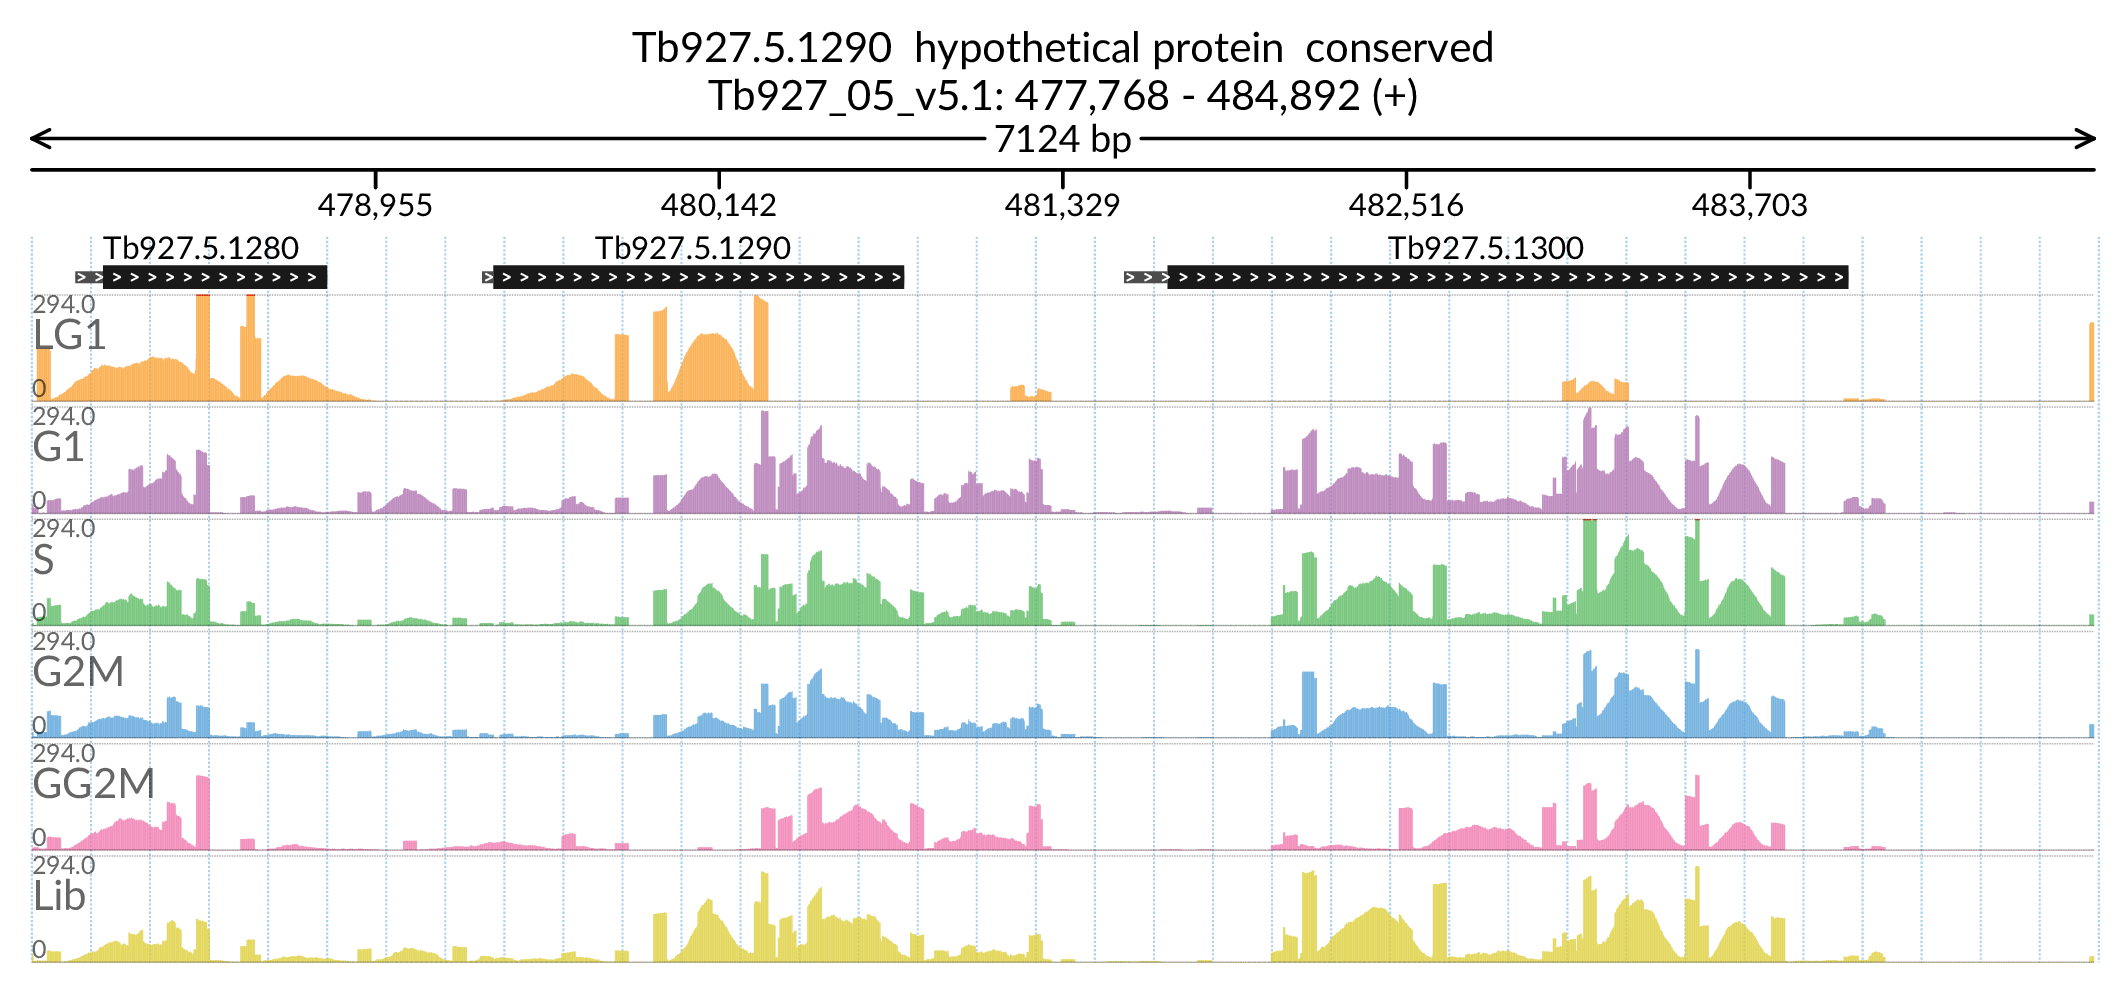 Tb927.5.1290  hypothetical protein  conserved
Tb927_05_v5.1: 477,768 - 484,892 (+)
7124 bp
478,955 480,142 481,329 482,516 483,703
Tb927.5.1280 Tb927.5.1290 Tb927.5.1300
294.0
LG1
0
294.0
G1
0
294.0
S
0
294.0
G2M
0
294.0
GG2M
0
294.0
Lib
0